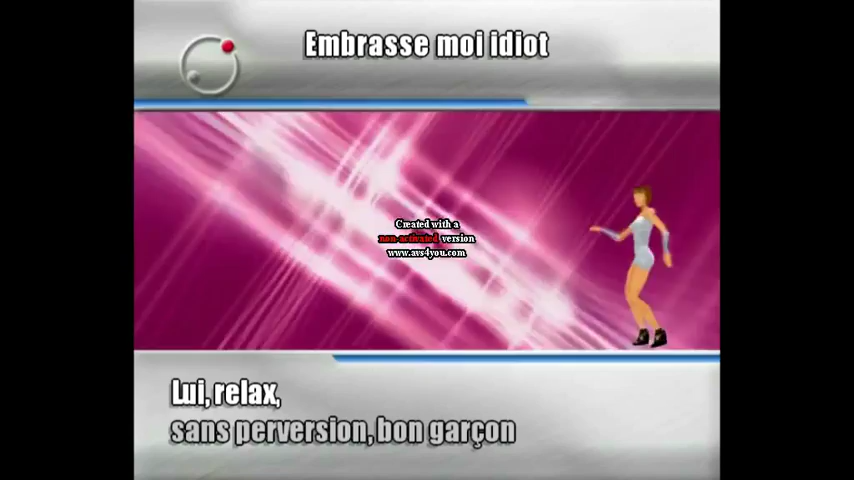 Embrasse moi idiot
Created with a
non-activated version
www.avs4you.com
Lui, relax,
sans perversion, bon garçon